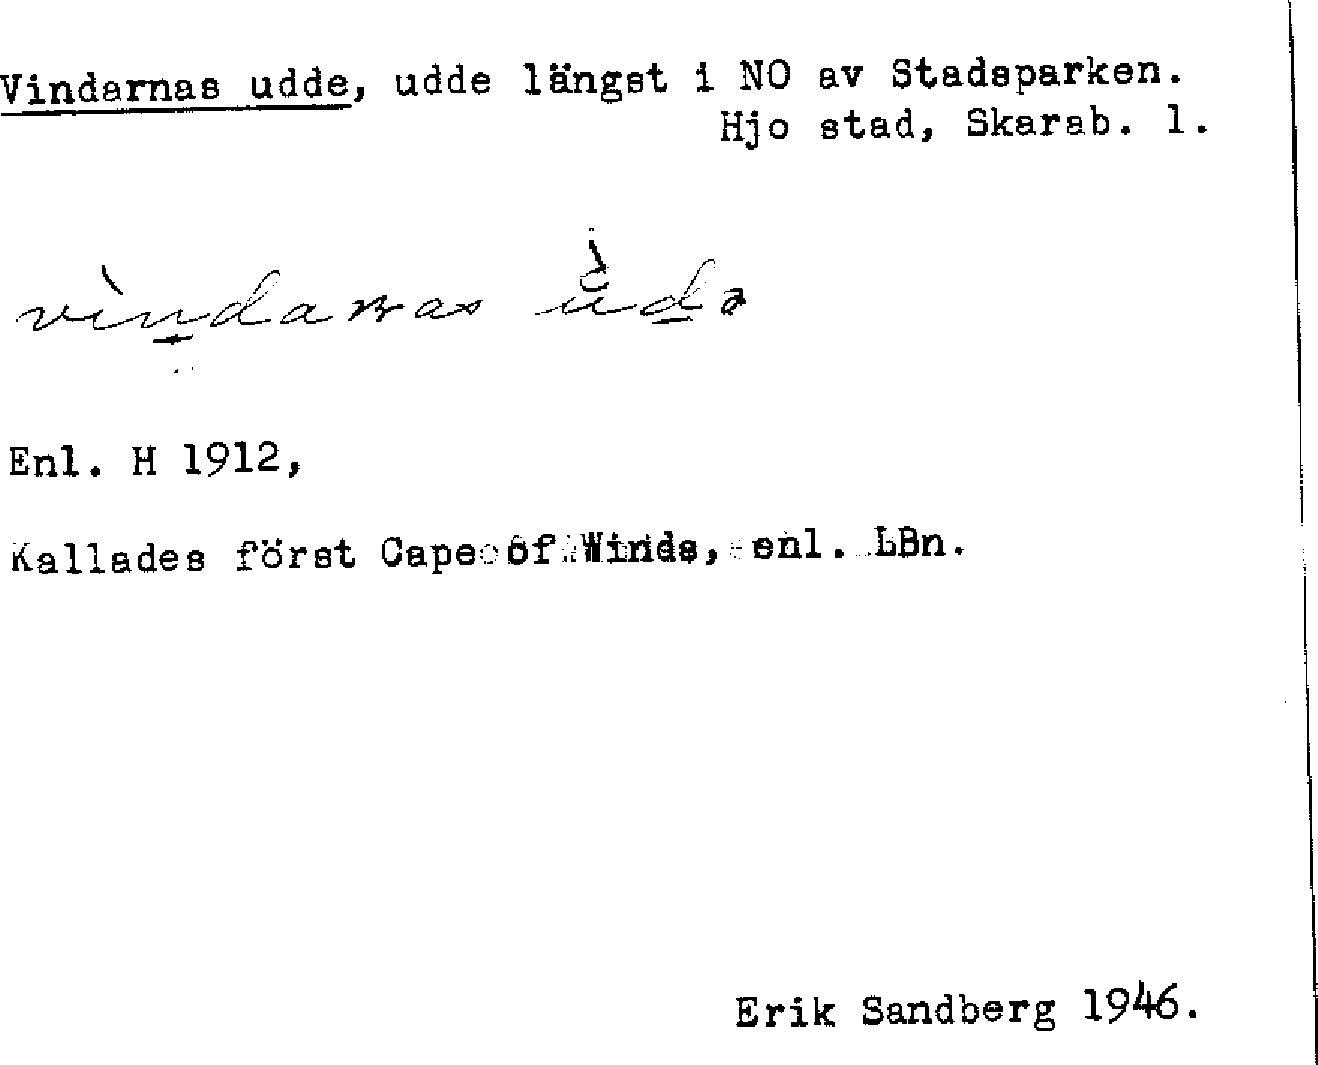 Vindarnas udde, udde längst i NO av Stadsparken.
Hjo stad, Skarab. l.
Enl. H 1912,
Kallades först Cape of Winds, enl. LBn.
Erik Sandberg 1946.